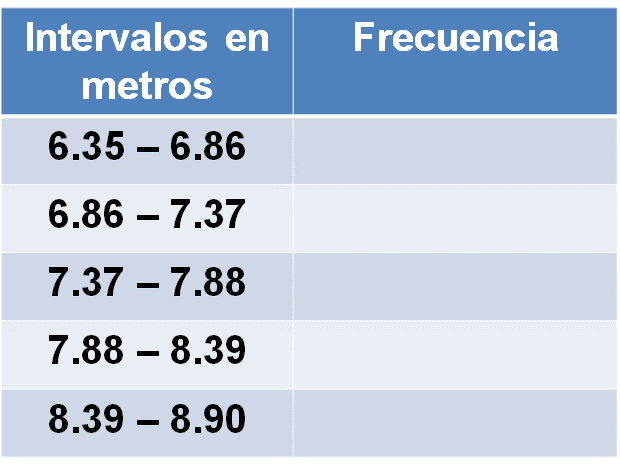 Intervalos en metros
Frecuencia
6.35 – 6.86
6.86 – 7.37
7.37 – 7.88
7.88 – 8.39
8.39 – 8.90